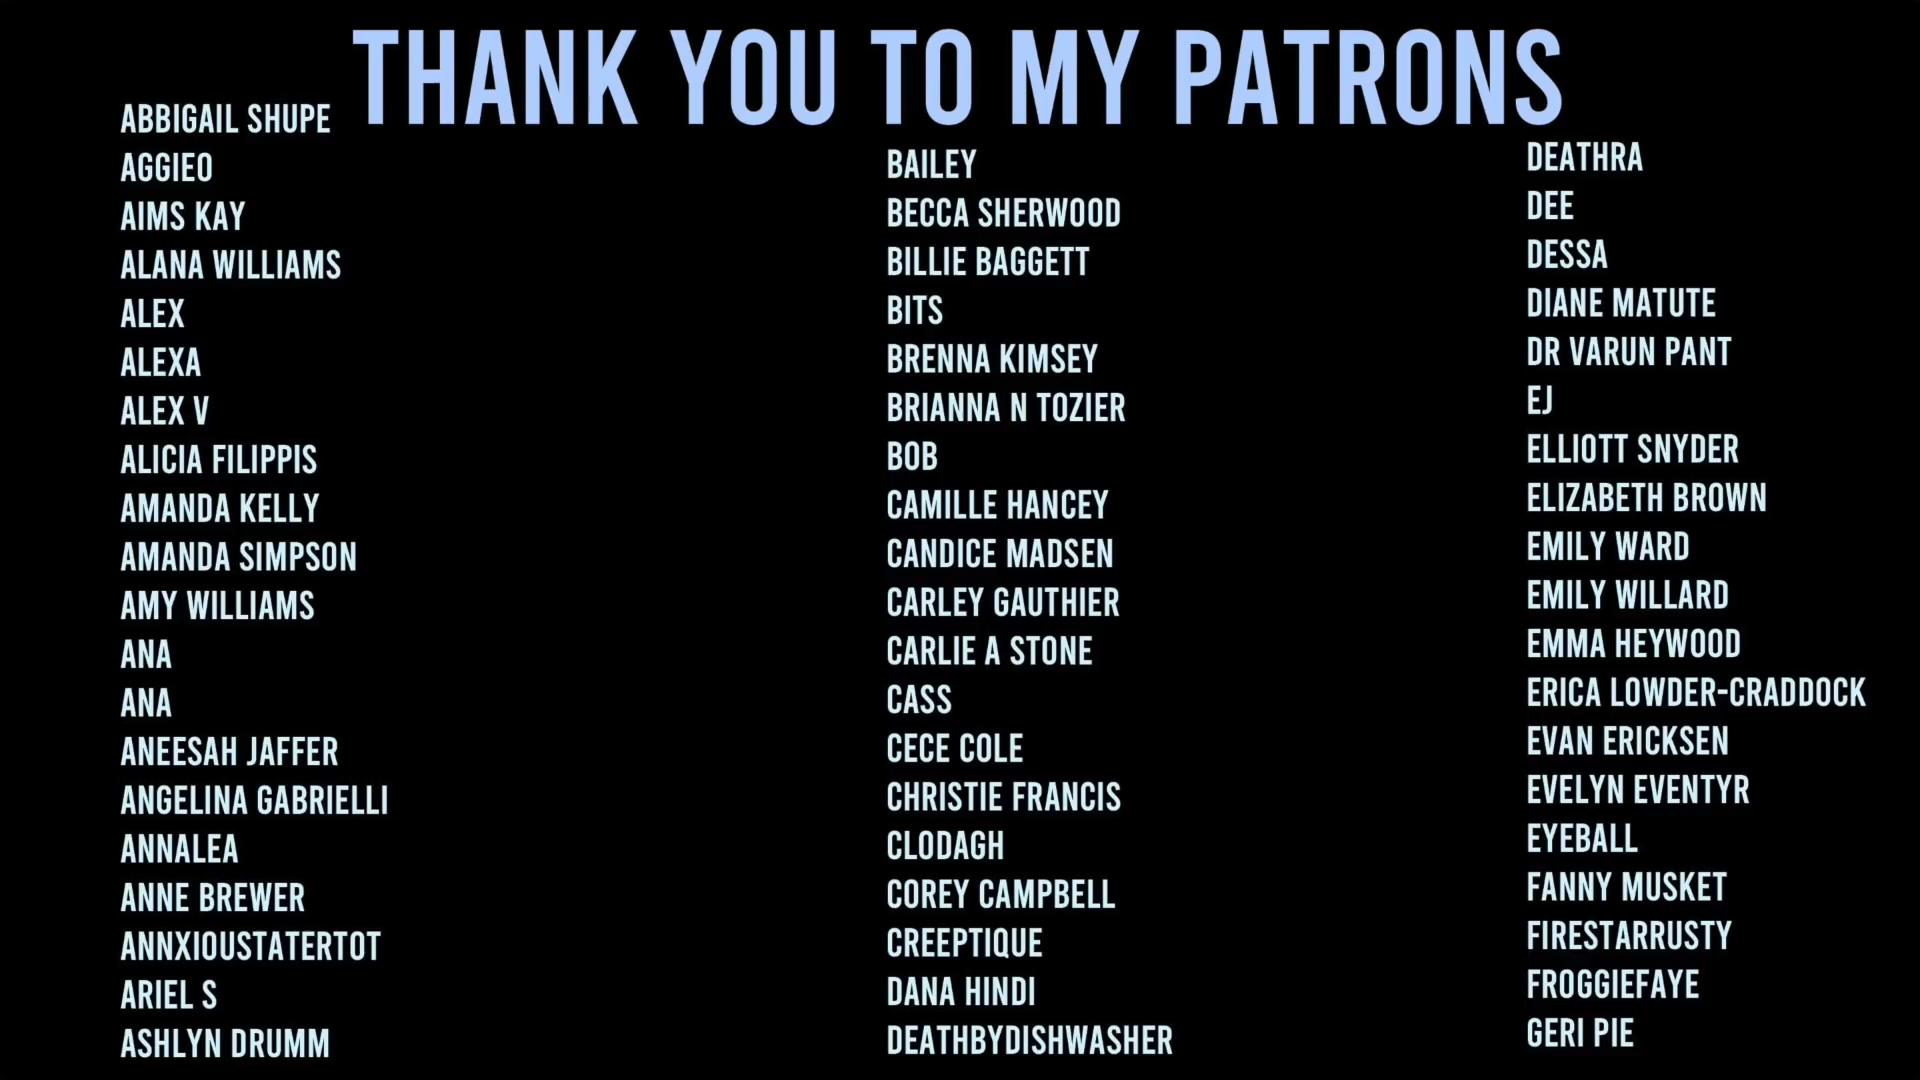 THANK YOU TO MY PATRONS
ABBIGAIL SHUPE
AGGIEO
AIMS KAY
ALANA WILLIAMS
ALEX
ALEXA
ALEX V
ALICIA FILIPPIS
AMANDA KELLY
AMANDA SIMPSON
AMY WILLIAMS
ANA
ANA
ANEESAH JAFFER
ANGELINA GABRIELLI
ANNALEA
ANNE BREWER
ANNXIOUSTATERTOT
ARIEL S
ASHLYN DRUMM
BAILEY
BECCA SHERWOOD
BILLIE BAGGETT
BITS
BRENNA KIMSEY
BRIANNA N TOZIER
BOB
CAMILLE HANCEY
CANDICE MADSEN
CARLEY GAUTHIER
CARLIE A STONE
CASS
CECE COLE
CHRISTIE FRANCIS
CLODAGH
COREY CAMPBELL
CREEPTIQUE
DANA HINDI
DEATHBYDISHWASHER
DEATHRA
DEE
DESSA
DIANE MATUTE
DR VARUN PANT
EJ
ELLIOTT SNYDER
ELIZABETH BROWN
EMILY WARD
EMILY WILLARD
EMMA HEYWOOD
ERICA LOWDER-CRADDOCK
EVAN ERICKSEN
EVELYN EVENTYR
EYEBALL
FANNY MUSKET
FIRESTARRUSTY
FROGGIEFAYE
GERI PIE